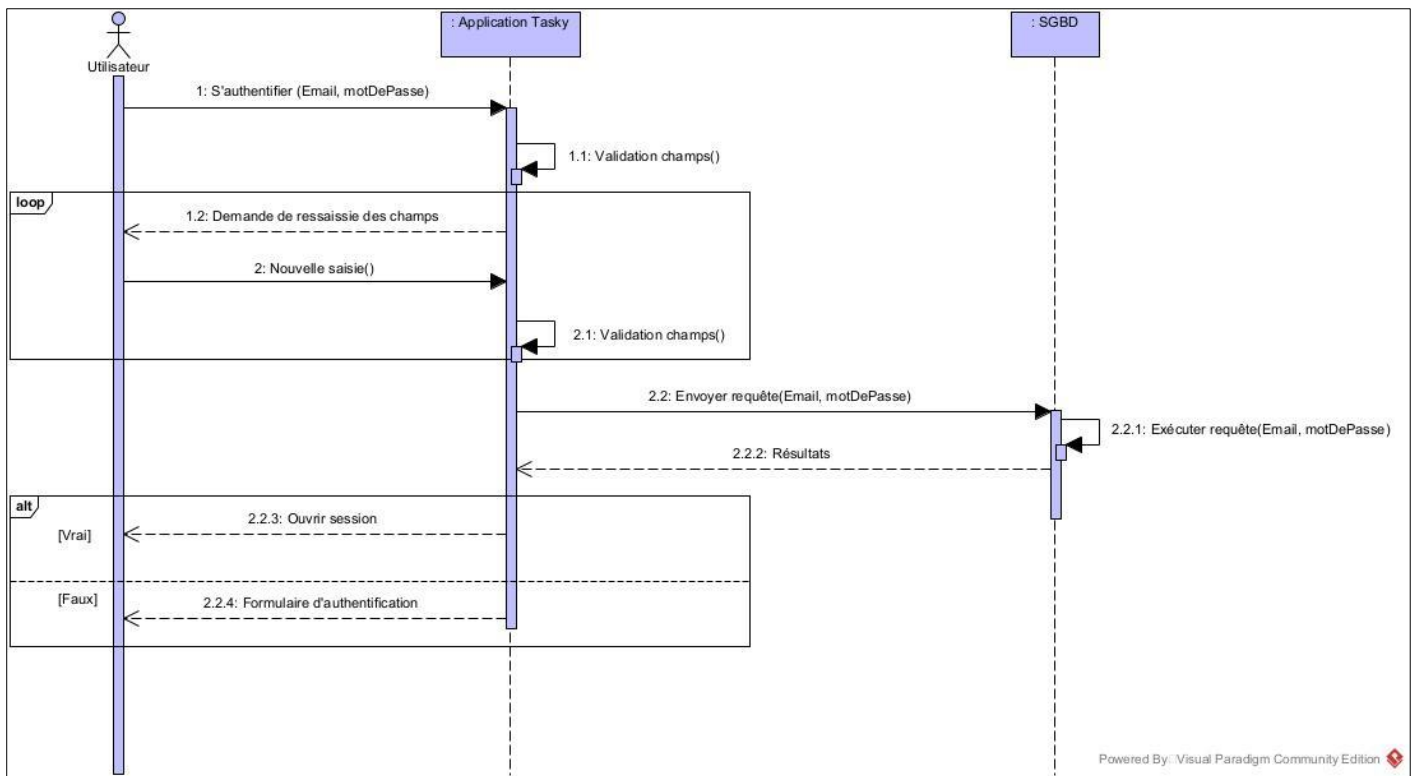 : Application Tasky
: SGBD
Utilisateur
1: S'authentifier (Email, motDePasse)
1.1: Validation champs()
loop
1.2: Demande de ressaissie des champs
2: Nouvelle saisie()
2.1: Validation champs()
2.2: Envoyer requête(Email, motDePasse)
2.2.1: Exécuter requête(Email, motDePasse)
2.2.2: Résultats
alt
2.2.3: Ouvrir session
[Vrai]
[Faux]
2.2.4: Formulaire d'authentification
Powered By Visual Paradigm Community Edition